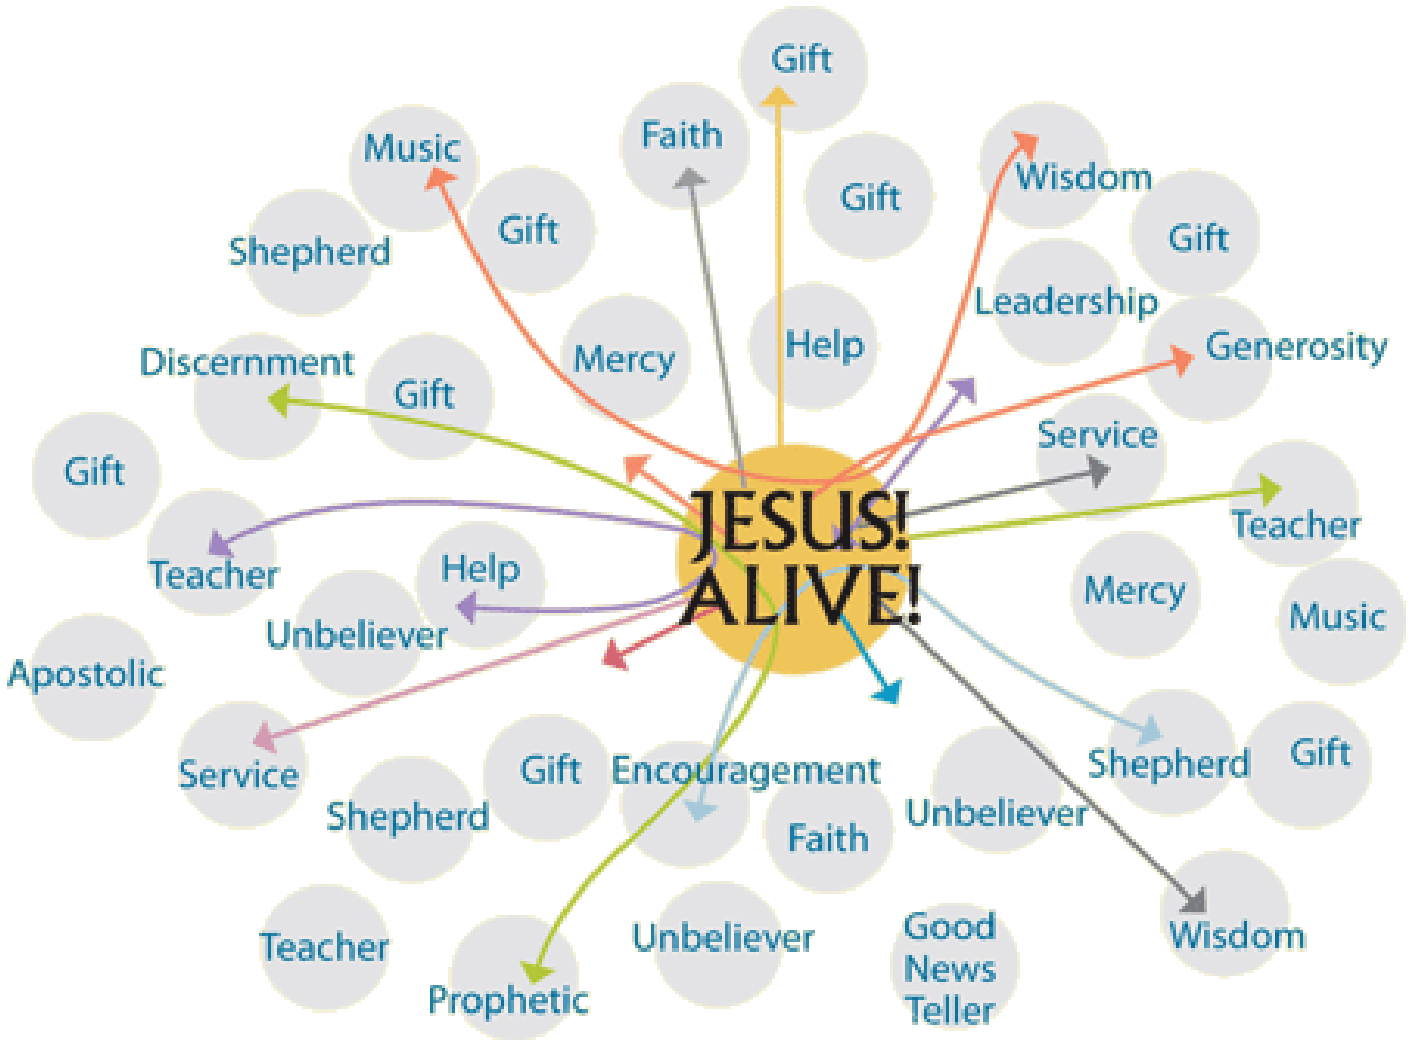 Gift
Faith
Music
Wisdom
Gift
Gift
Gift
Shepherd
Leadership
Help
Generosity
Mercy
Discernment
Gift
Service
Gift
JESUS!
Teacher
Help
Teacher
ALIVE!
Mercy
Music
Unbeliever
Apostolic
Gift
Shepherd
Gift
Encouragement
Service
Unbeliever
Shepherd
Faith
Good
News
Teller
Wisdom
Unbeliever
Teacher
Prophetic